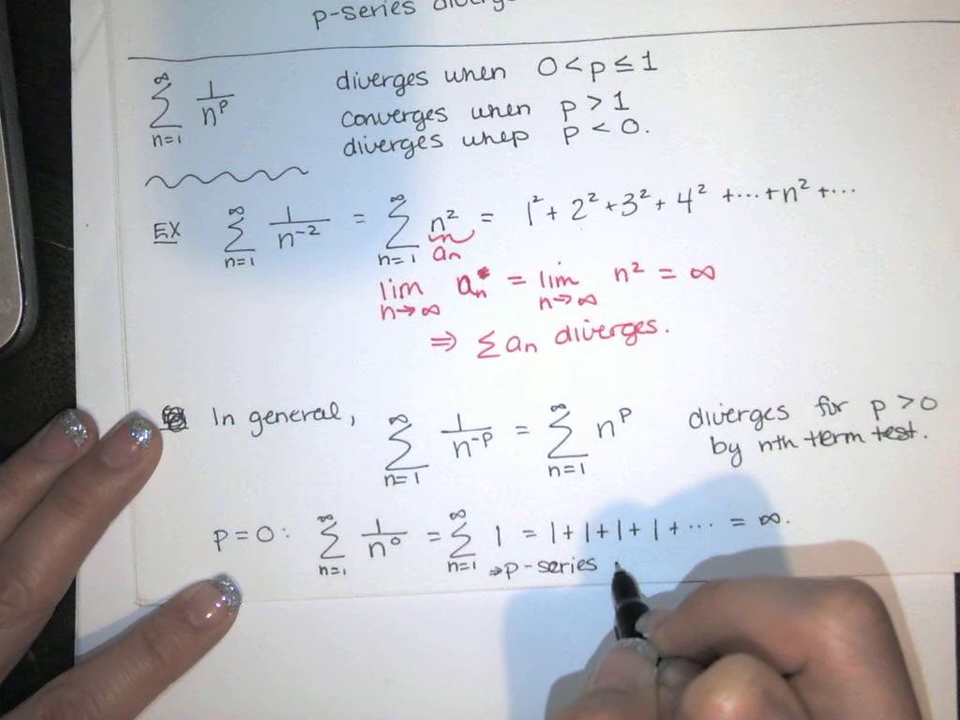 p-series diverg
∞ ∑ n=1 1/n^p diverges when 0 < p ≤ 1
converges when p > 1
diverges when p < 0.
EX ∞ ∑ n=1 1/n^-2 = ∞ ∑ n=1 n² = 1² + 2² + 3² + 4² + ⋯ + n² + ⋯
an
lim n→∞ an = lim n→∞ n² = ∞
⇒ ∑ an diverges.
In general, ∞ ∑ n=1 1/n^-p = ∞ ∑ n=1 n^p diverges for p > 0
by nth term test.
p = 0: ∞ ∑ n=1 1/n^0 = ∞ ∑ n=1 1 = 1 + 1 + 1 + 1 + ⋯ = ∞.
⇒ p-series